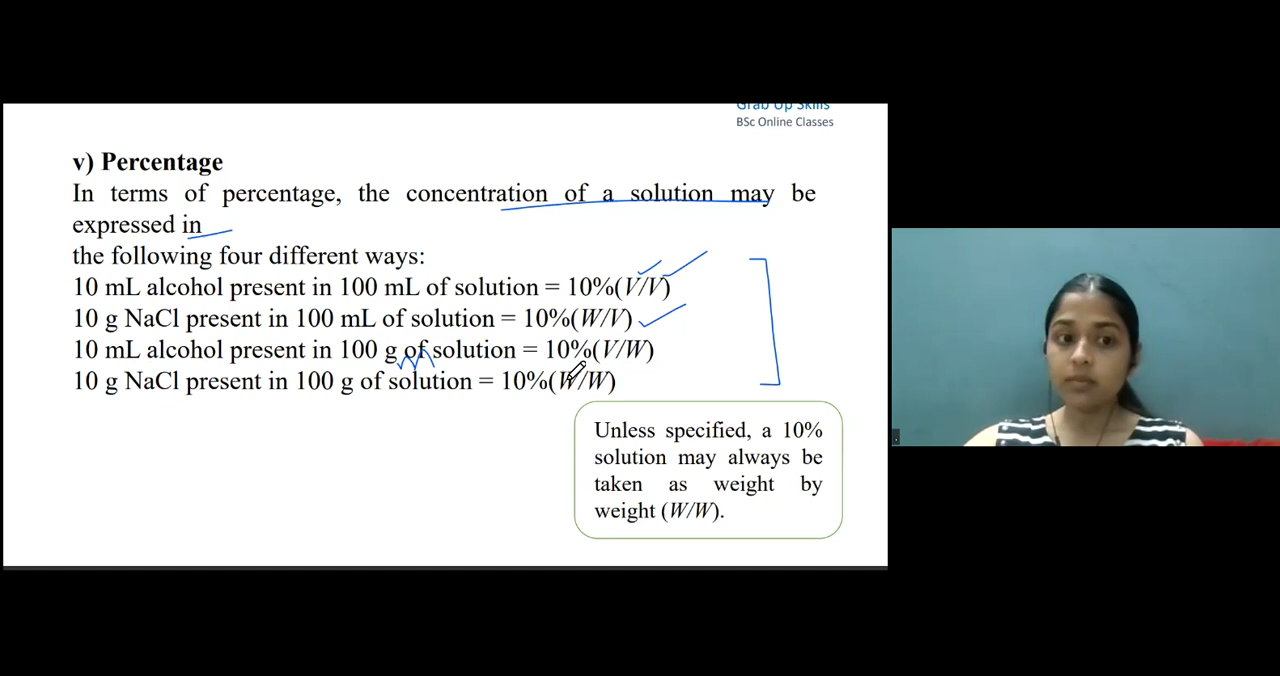 Grab Up Skills
BSc Online Classes
v) Percentage
In terms of percentage, the concentration of a solution may be
expressed in
the following four different ways:
10 mL alcohol present in 100 mL of solution = 10%(V/V)
10 g NaCl present in 100 mL of solution = 10%(W/V)
10 mL alcohol present in 100 g of solution = 10%(V/W)
10 g NaCl present in 100 g of solution = 10%(W/W)
Unless specified, a 10%
solution may always be
taken as weight by
weight (W/W).